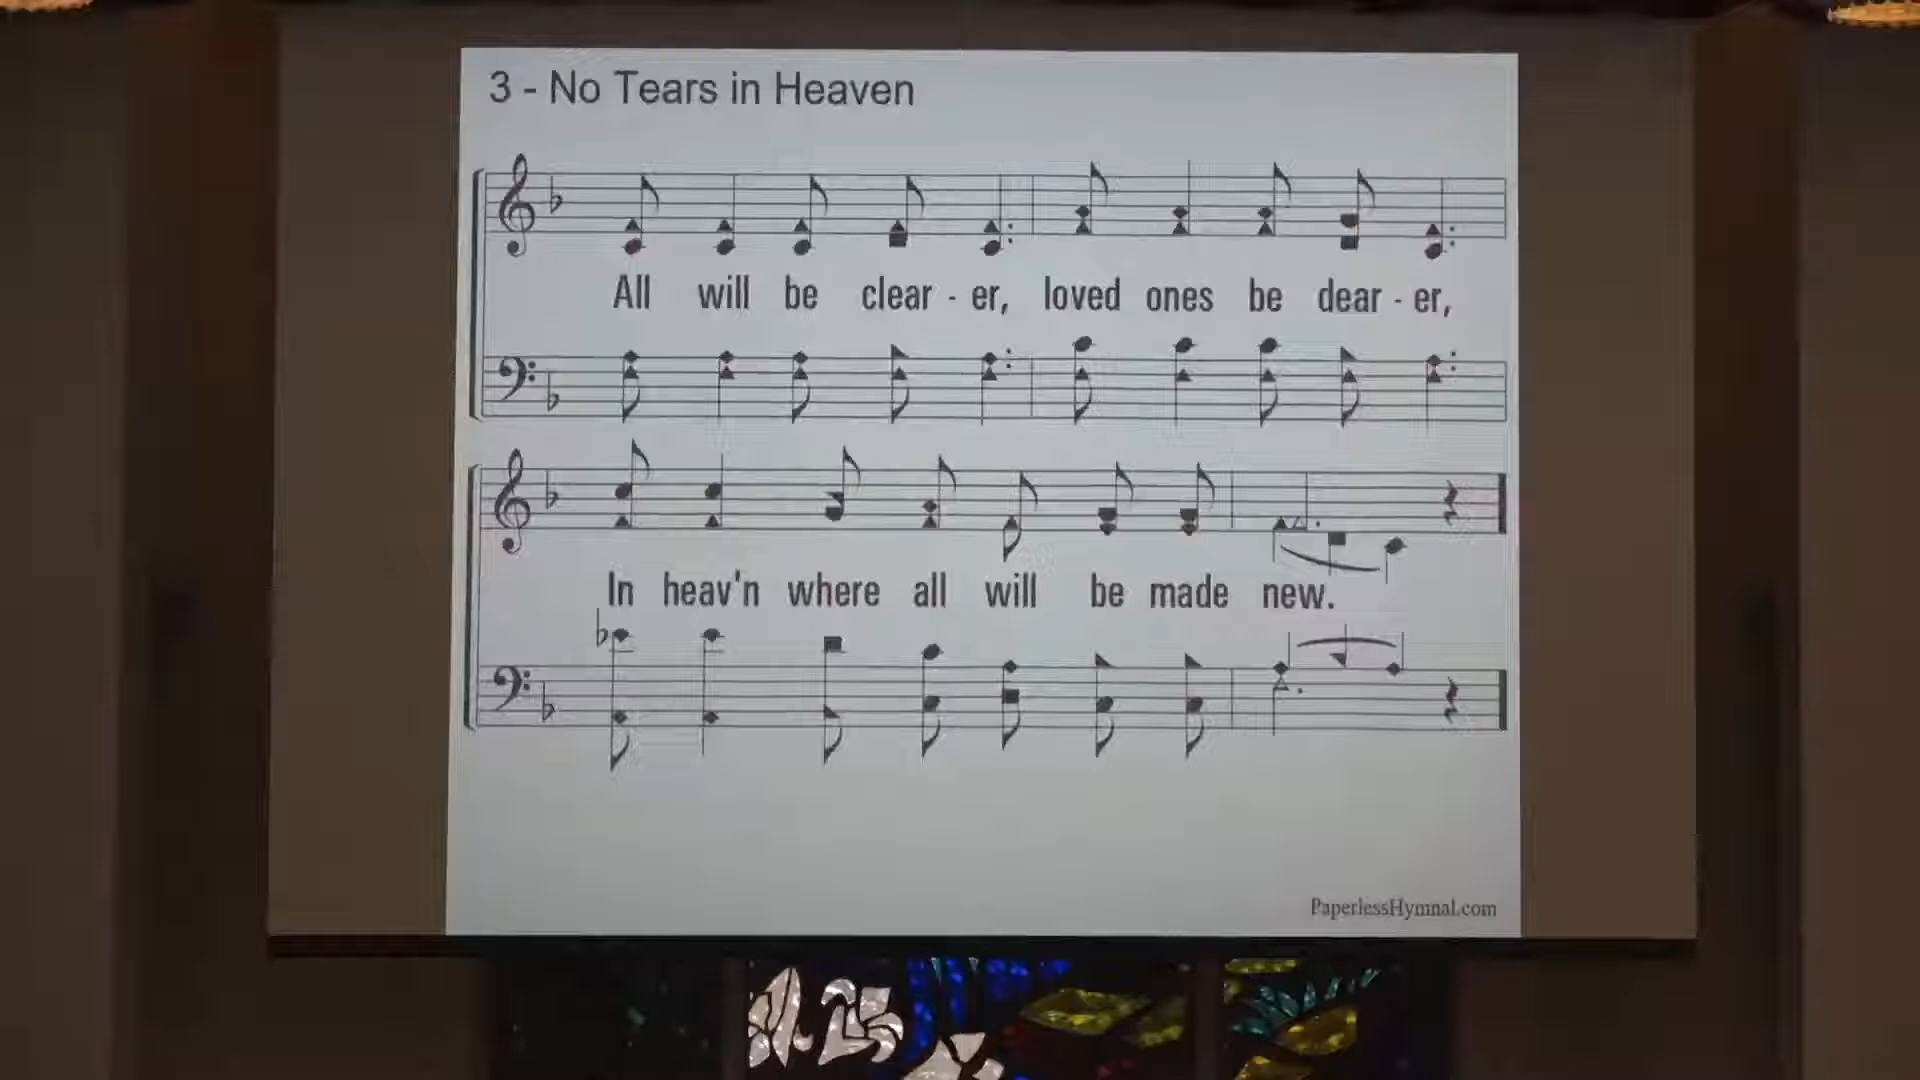 3 - No Tears in Heaven
All will be clear - er, loved ones be dear - er,
In heav'n where all will be made new.
PaperlessHymnal.com